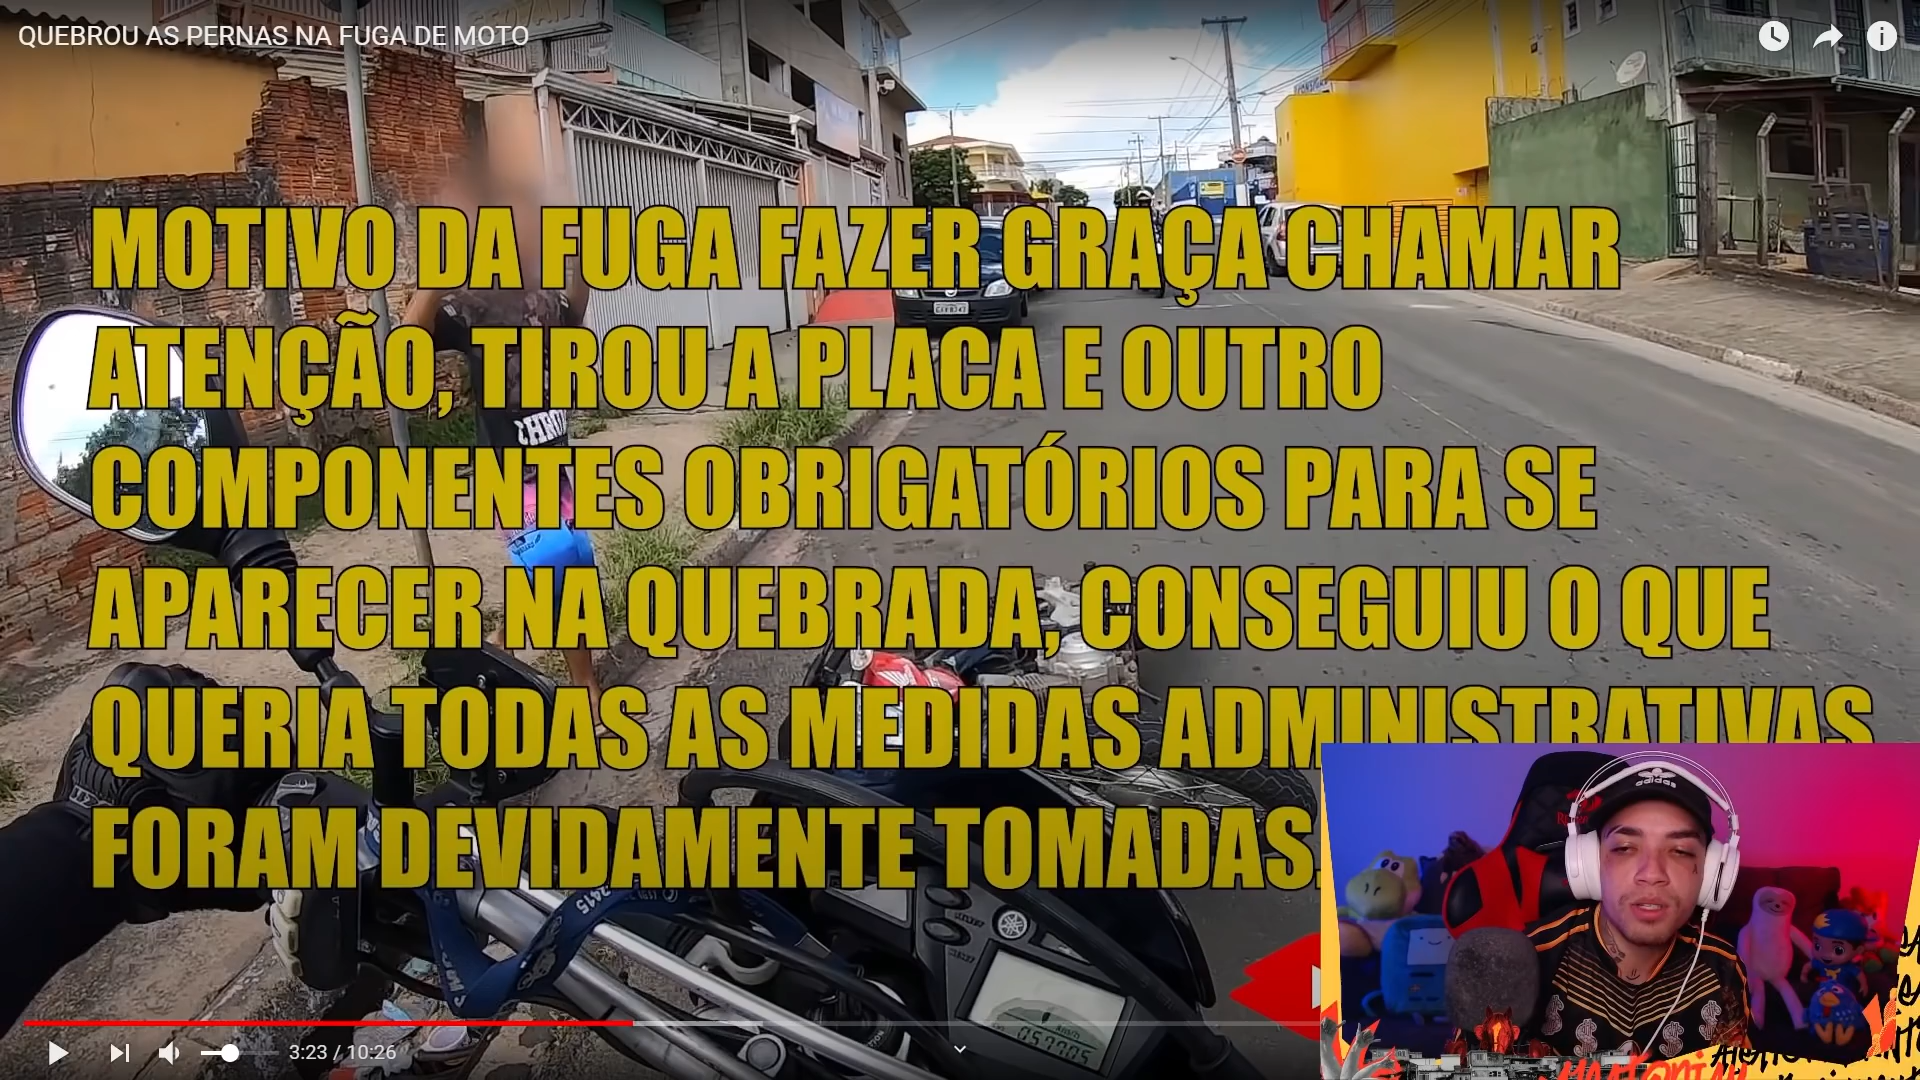 QUEBROU AS PERNAS NA FUGA DE MOTO
MOTIVO DA FUGA FAZER GRAÇA CHAMAR
ATENÇÃO, TIROU A PLACA E OUTRO
COMPONENTES OBRIGATÓRIOS PARA SE
APARECER NA QUEBRADA, CONSEGUIU O QUE
QUERIA TODAS AS MEDIDAS ADMINISTRATIVAS
FORAM DEVIDAMENTE TOMADAS.
adidas
3:23 / 10:26